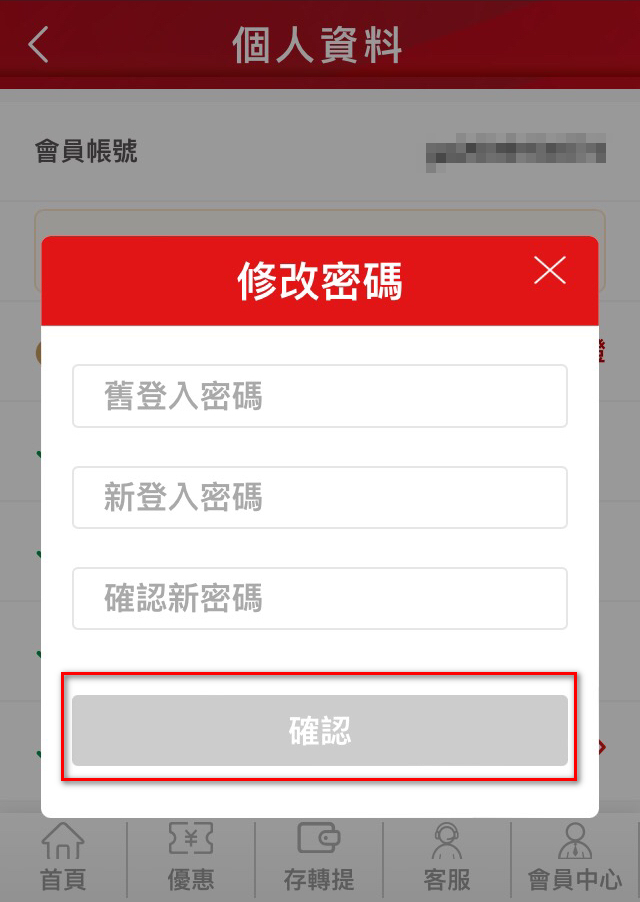 個人資料
會員帳號
修改密碼
舊登入密碼
新登入密碼
確認新密碼
確認
首頁
優惠
存轉提
客服
會員中心